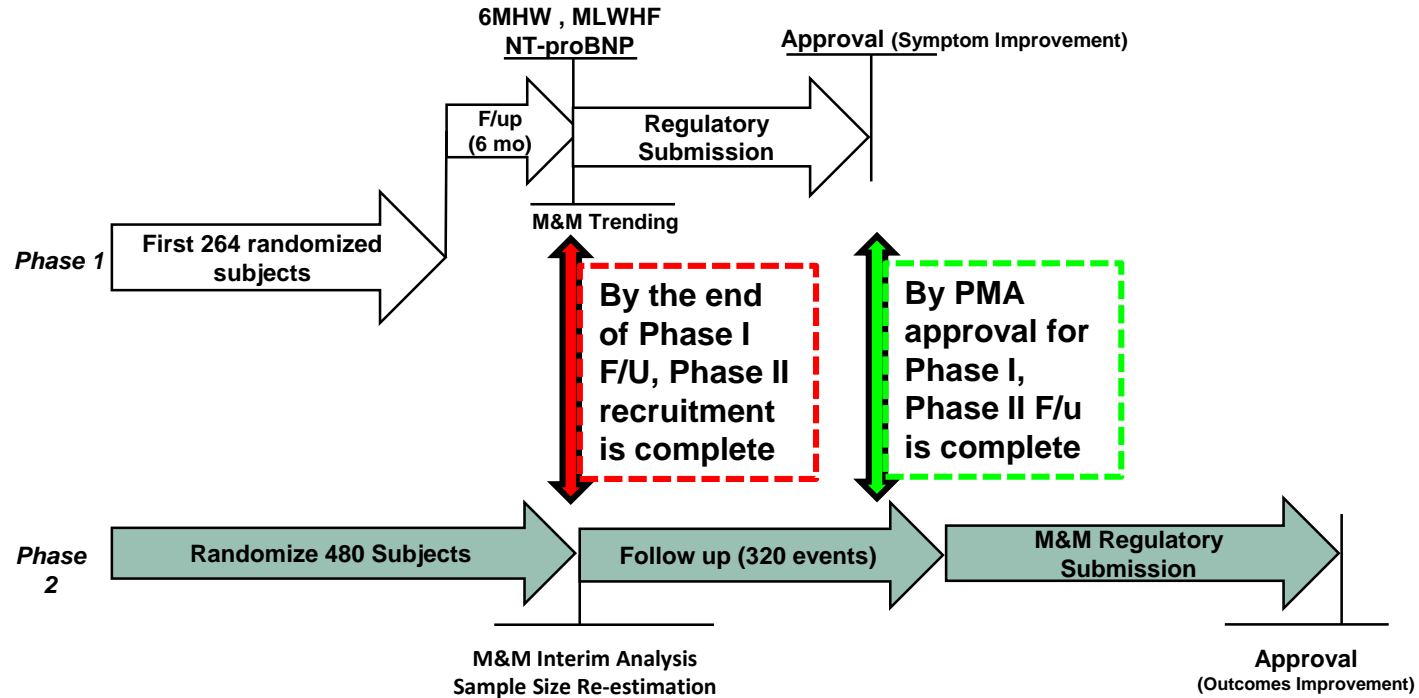 6MHW , MLWHF
NT-proBNP
Approval (Symptom Improvement)
F/up
(6 mo)
Regulatory
Submission
M&M Trending
Phase 1
First 264 randomized
subjects
By the end
of Phase I
F/U, Phase II
recruitment
is complete
By PMA
approval for
Phase I,
Phase II F/u
is complete
Phase
2
Randomize 480 Subjects
Follow up (320 events)
M&M Regulatory
Submission
M&M Interim Analysis
Sample Size Re-estimation
Approval
(Outcomes Improvement)